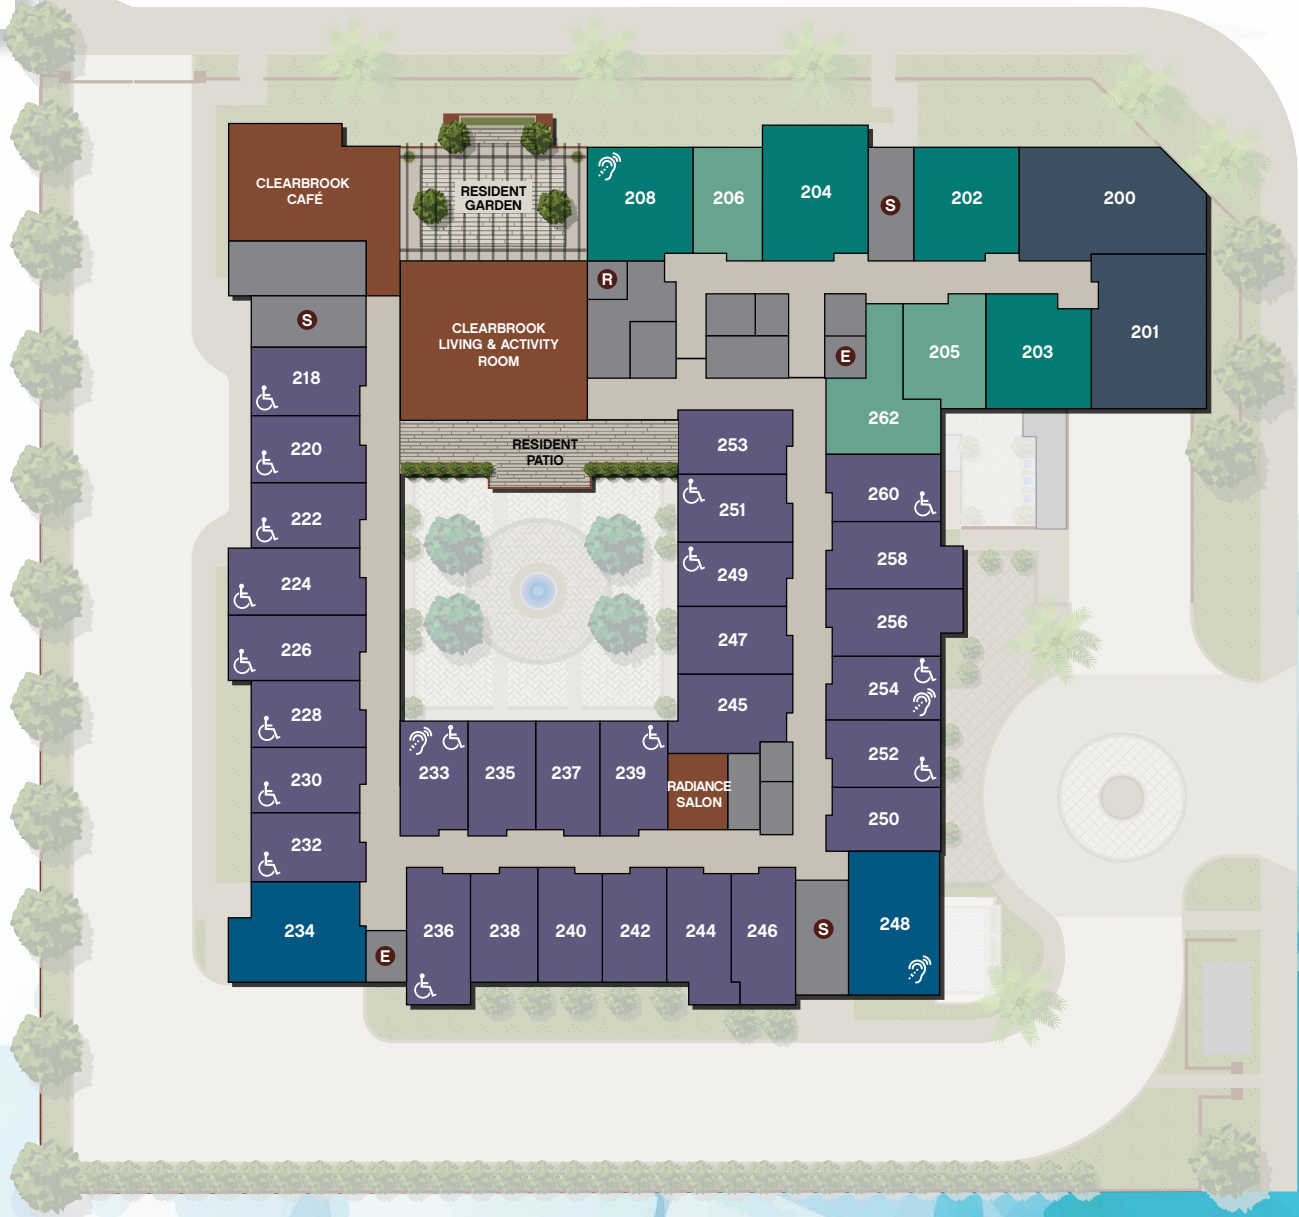 CLEARBROOK
CAFÉ
RESIDENT
GARDEN
208
206
204
S
202
200
R
CLEARBROOK
LIVING & ACTIVITY
ROOM
S
E
205
203
201
218
262
220
RESIDENT
PATIO
253
222
251
260
224
249
258
226
247
256
228
245
254
230
233
235
237
239
RADIANCE
SALON
252
232
250
234
E
236
238
240
242
244
246
S
248